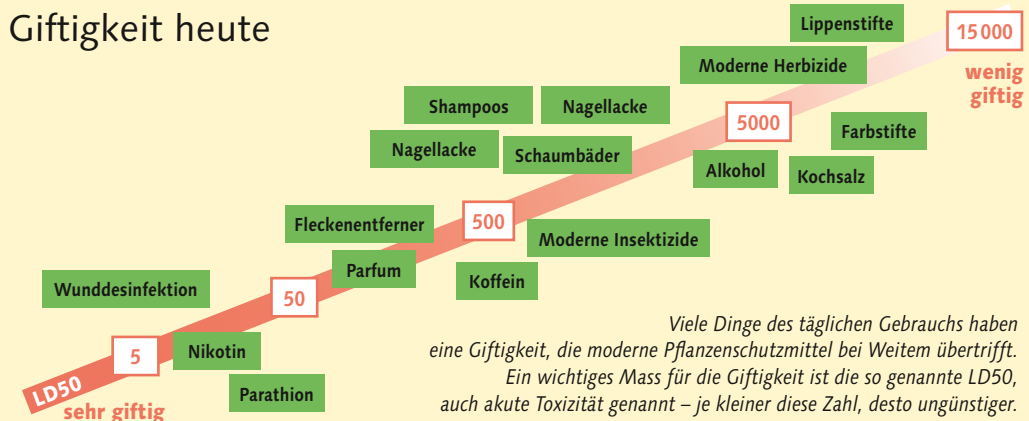 Giftigkeit heute
Lippenstifte
15 000
wenig
giftig
Moderne Herbizide
Shampoos
Nagellacke
5000
Farbstifte
Nagellacke
Schaumbäder
Alkohol
Kochsalz
Fleckenentferner
500
Moderne Insektizide
Parfum
Koffein
Wunddesinfektion
50
5
Nikotin
Parathion
LD50
sehr giftig
Viele Dinge des täglichen Gebrauchs haben
eine Giftigkeit, die moderne Pflanzenschutzmittel bei Weitem übertrifft.
Ein wichtiges Mass für die Giftigkeit ist die so genannte LD50,
auch akute Toxizität genannt – je kleiner diese Zahl, desto ungünstiger.